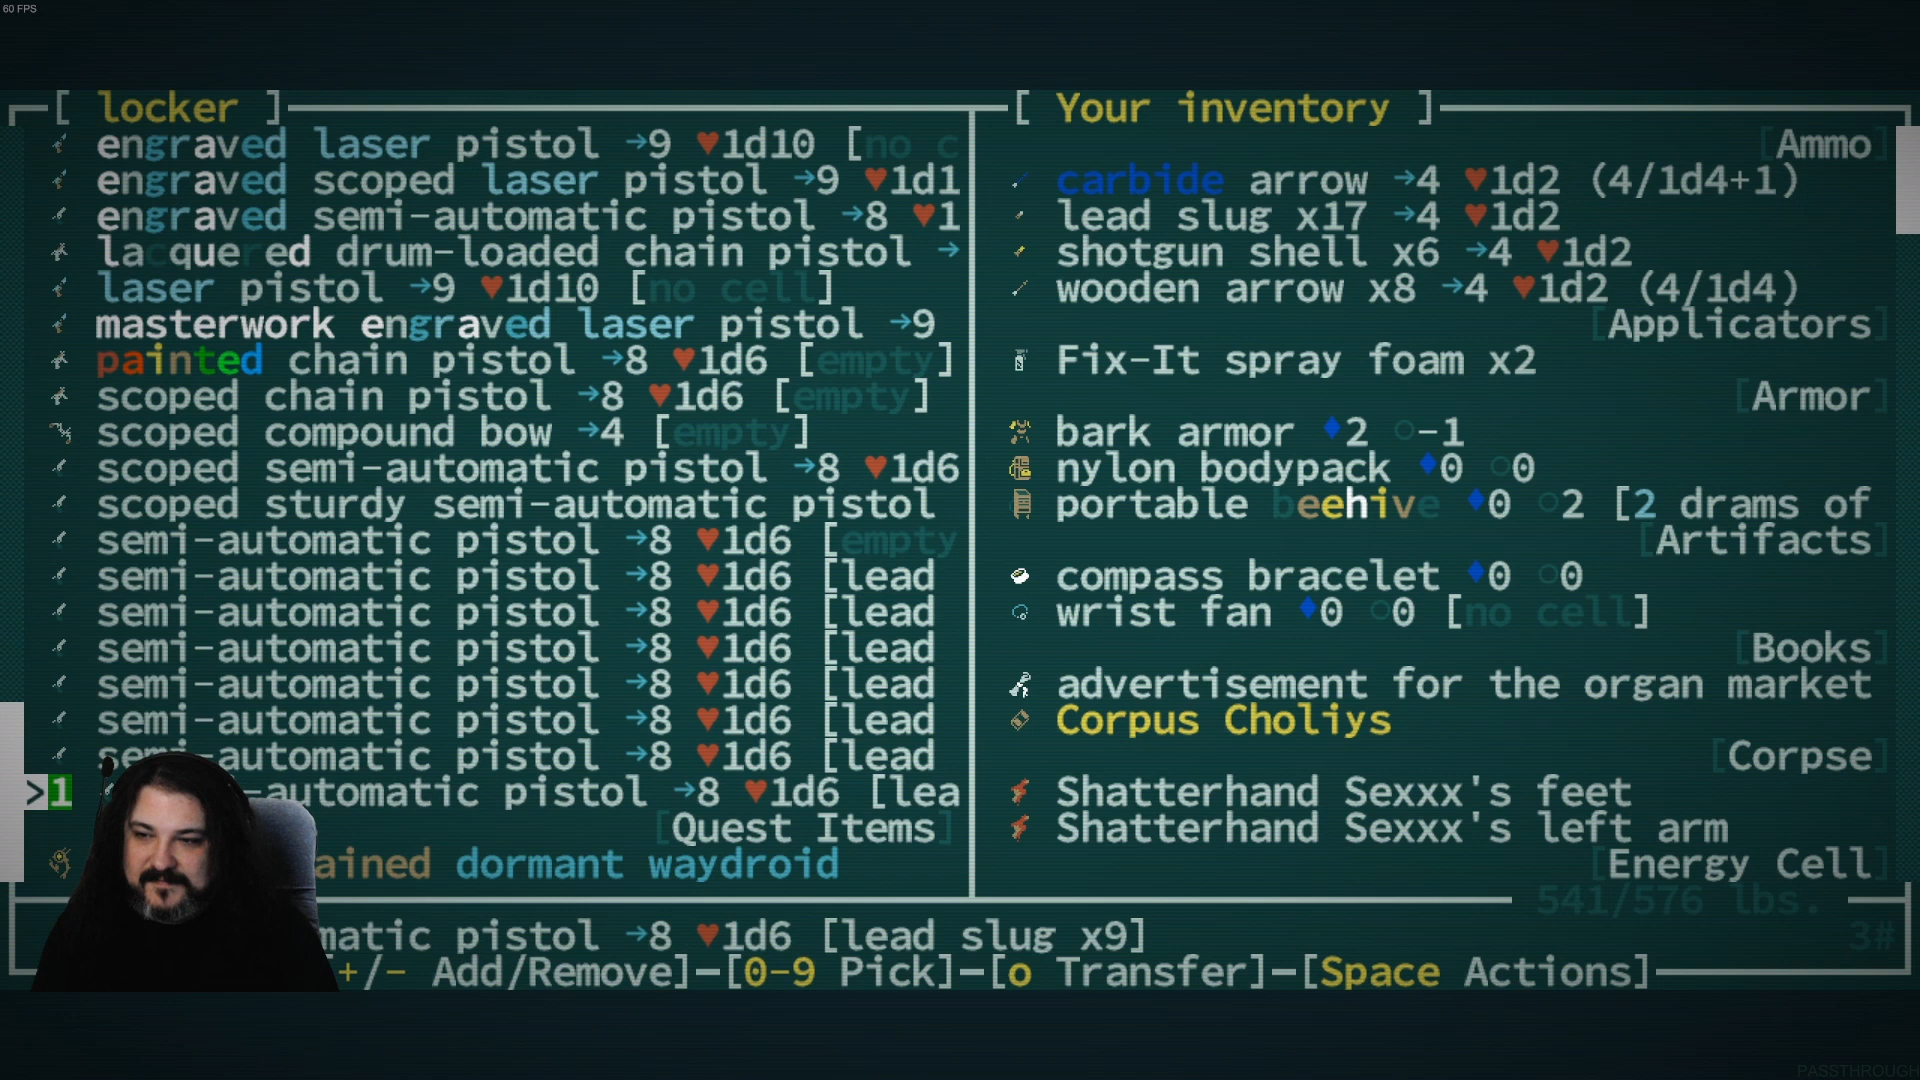 60 FPS
[ locker ]
engraved laser pistol →9 ♥1d10 [no c
engraved scoped laser pistol →9 ♥1d1
engraved semi-automatic pistol →8 ♥1
lacquered drum-loaded chain pistol →
laser pistol →9 ♥1d10 [no cell]
masterwork engraved laser pistol →9
painted chain pistol →8 ♥1d6 [empty]
scoped chain pistol →8 ♥1d6 [empty]
scoped compound bow →4 [empty]
scoped semi-automatic pistol →8 ♥1d6
scoped sturdy semi-automatic pistol
semi-automatic pistol →8 ♥1d6 [empty
semi-automatic pistol →8 ♥1d6 [lead
semi-automatic pistol →8 ♥1d6 [lead
semi-automatic pistol →8 ♥1d6 [lead
semi-automatic pistol →8 ♥1d6 [lead
semi-automatic pistol →8 ♥1d6 [lead
semi-automatic pistol →8 ♥1d6 [lead
>1 automatic pistol →8 ♥1d6 [lea
[Quest Items]
ained dormant waydroid
[ Your inventory ]
[Ammo]
carbide arrow →4 ♥1d2 (4/1d4+1)
lead slug x17 →4 ♥1d2
shotgun shell x6 →4 ♥1d2
wooden arrow x8 →4 ♥1d2 (4/1d4)
[Applicators]
Fix-It spray foam x2
[Armor]
bark armor ♦2 ○-1
nylon bodypack ♦0 ○0
portable beehive ♦0 ○2 [2 drams of
[Artifacts]
compass bracelet ♦0 ○0
wrist fan ♦0 ○0 [no cell]
[Books]
advertisement for the organ market
Corpus Choliys
[Corpse]
Shatterhand Sexxx's feet
Shatterhand Sexxx's left arm
[Energy Cell]
541/576 lbs.
matic pistol →8 ♥1d6 [lead slug x9]
3#
+/- Add/Remove]-[0-9 Pick]-[o Transfer]-[Space Actions]
PASSTHROUGH